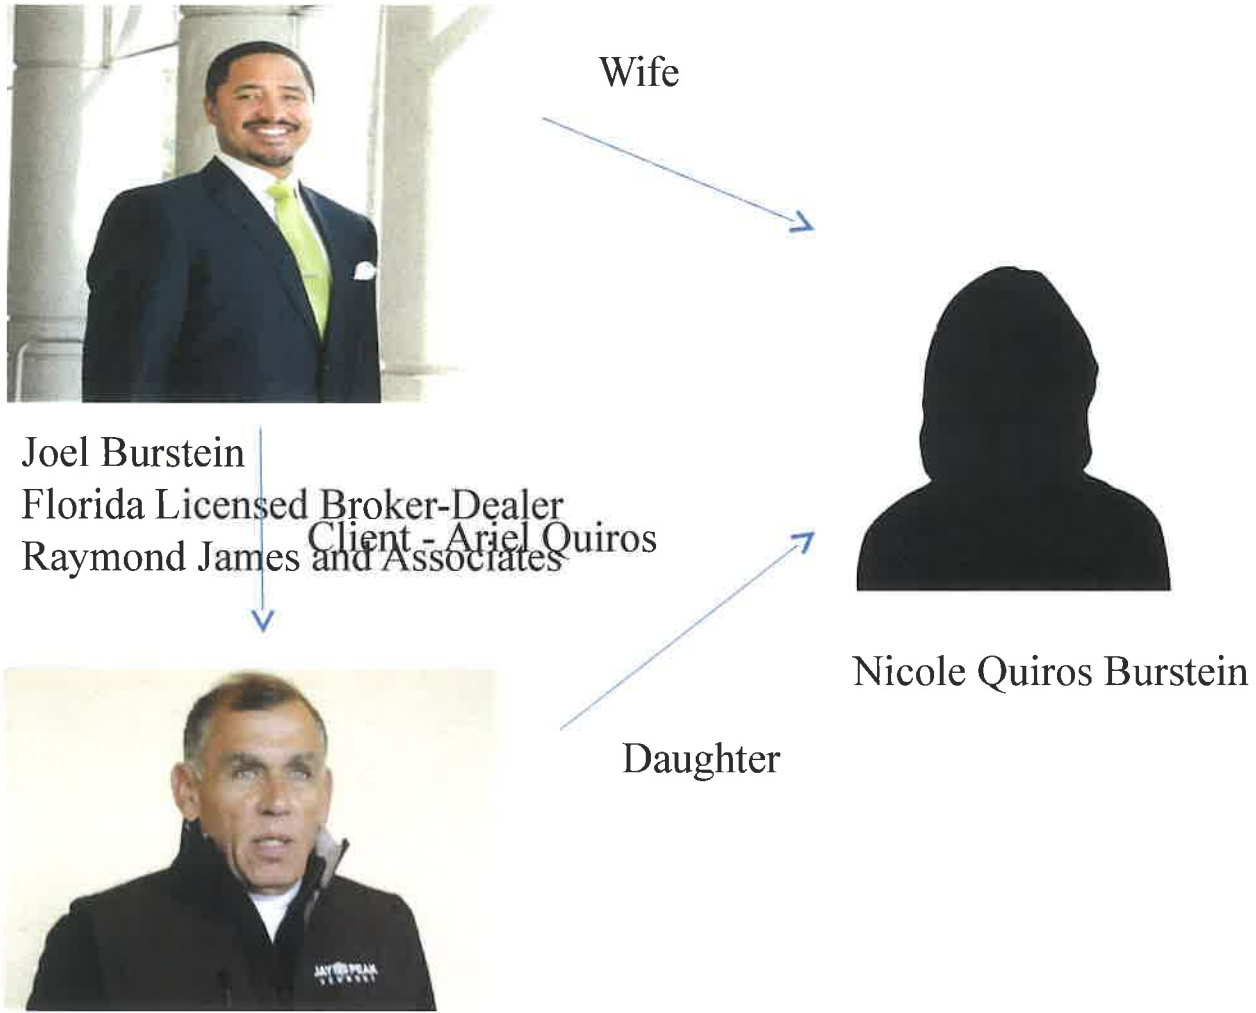 Wife
Joel Burstein
Florida Licensed Broker-Dealer
Client - Ariel Quiros
Raymond James and Associates
Nicole Quiros Burstein
Daughter
JAY PEAK
RESORT